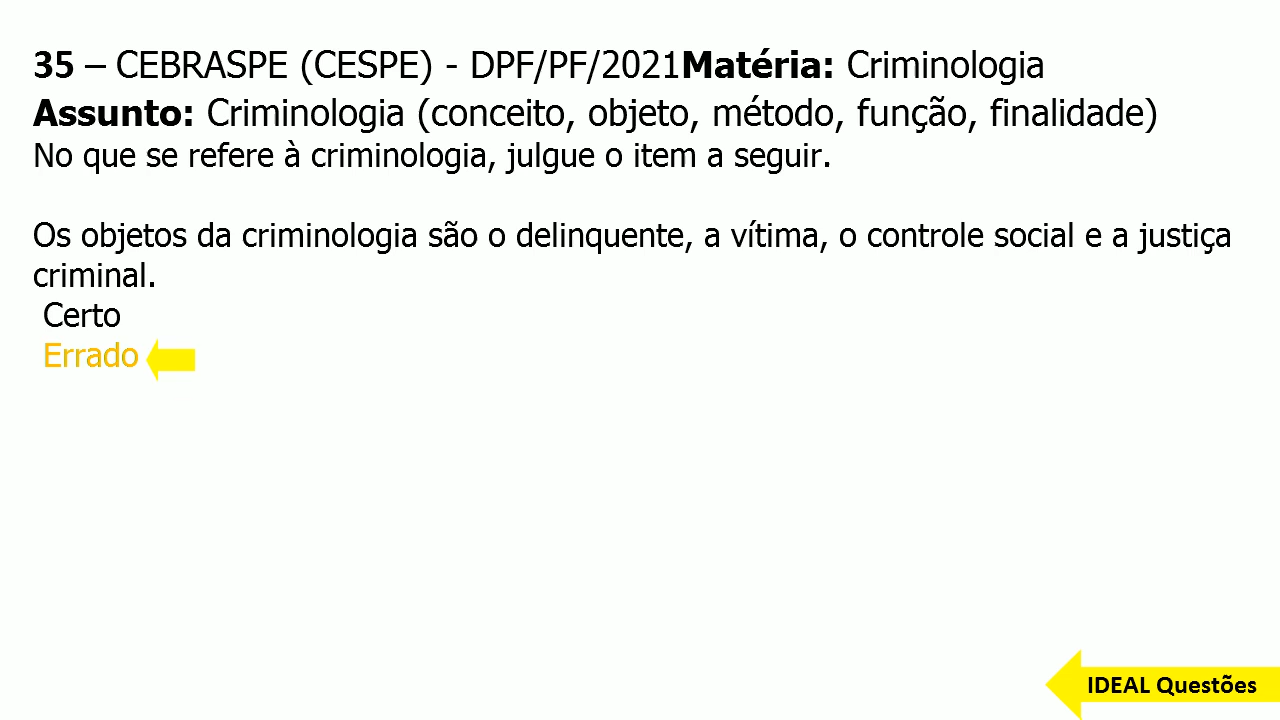 35 – CEBRASPE (CESPE) - DPF/PF/2021Matéria: Criminologia
Assunto: Criminologia (conceito, objeto, método, função, finalidade)
No que se refere à criminologia, julgue o item a seguir.
Os objetos da criminologia são o delinquente, a vítima, o controle social e a justiça
criminal.
Certo
Errado
IDEAL Questões